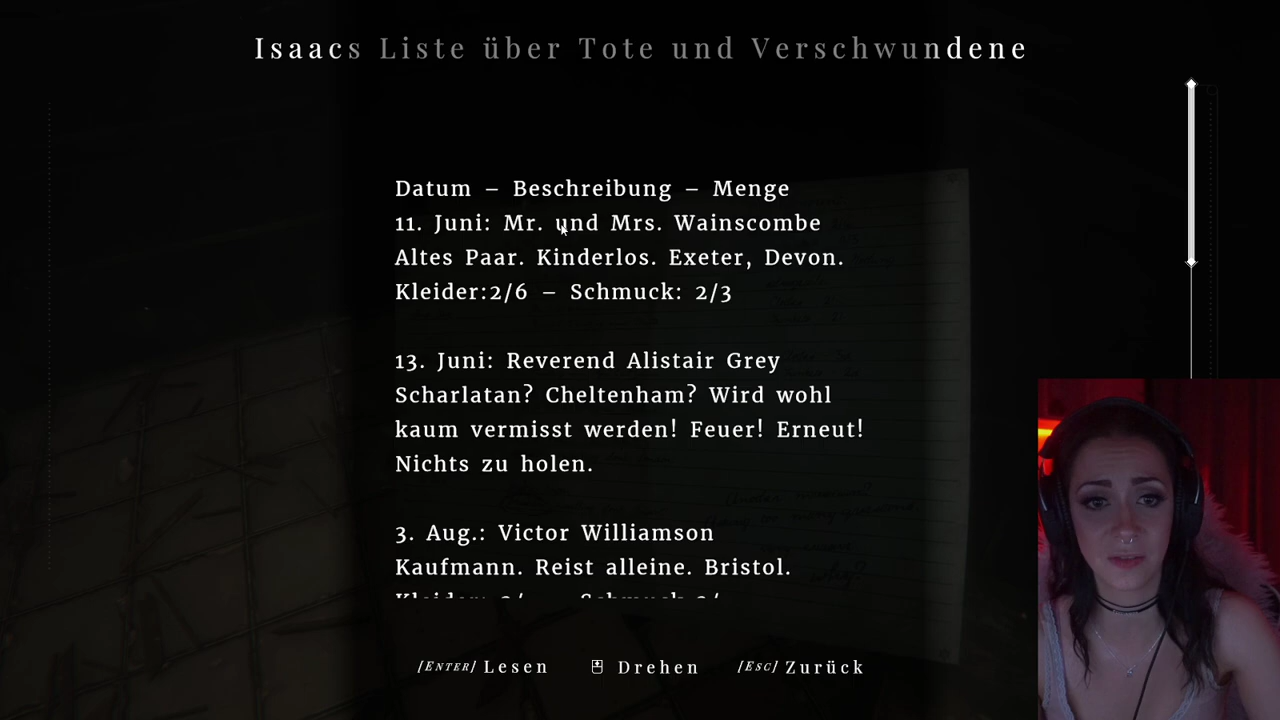 Isaacs Liste über Tote und Verschwundene
Datum – Beschreibung – Menge
11. Juni: Mr. und Mrs. Wainscombe
Altes Paar. Kinderlos. Exeter, Devon.
Kleider:2/6 – Schmuck: 2/3
13. Juni: Reverend Alistair Grey
Scharlatan? Cheltenham? Wird wohl
kaum vermisst werden! Feuer! Erneut!
Nichts zu holen.
3. Aug.: Victor Williamson
Kaufmann. Reist alleine. Bristol.
[ENTER] Lesen Drehen [ESC] Zurück